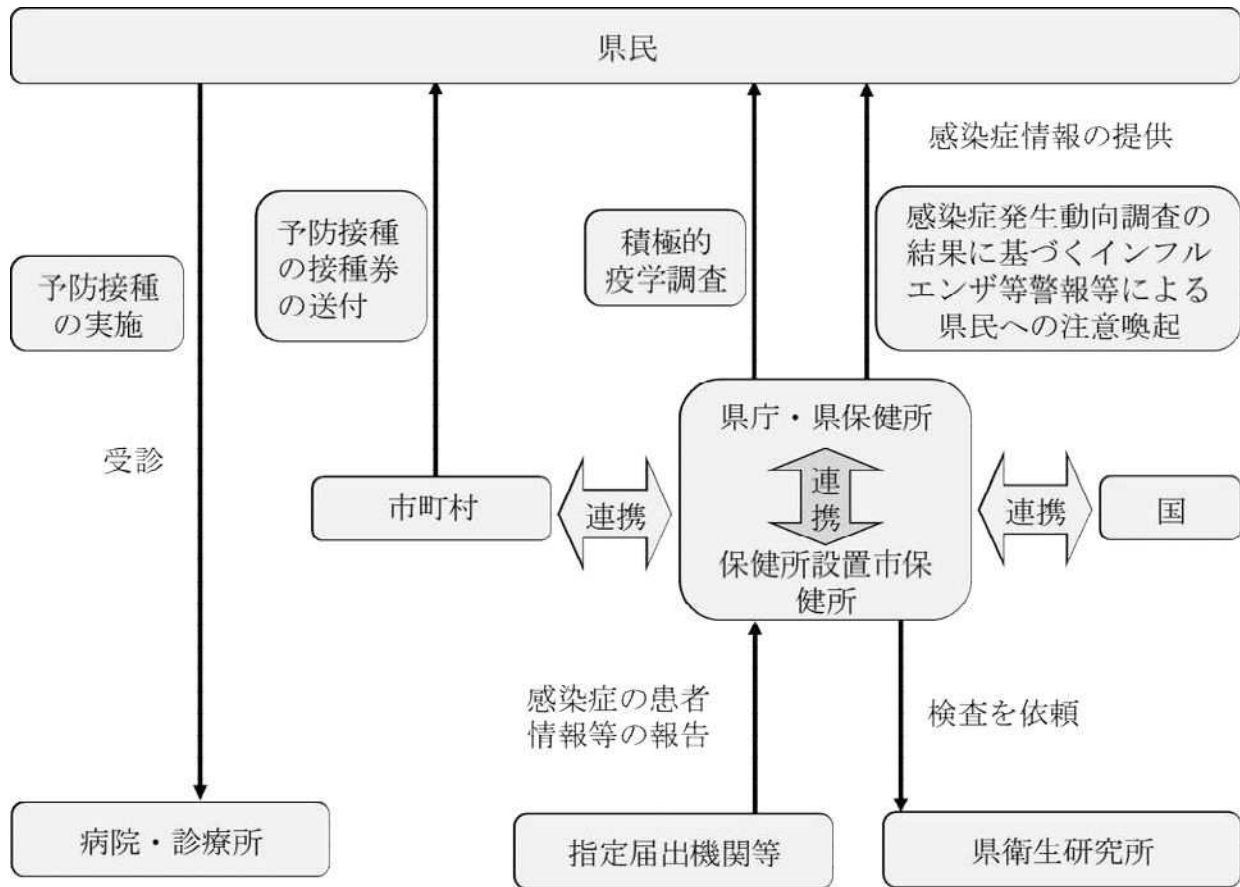 県民
感染症情報の提供
予防接種
の実施
予防接種
の接種券
の送付
積極的
疫学調査
感染症発生動向調査の
結果に基づくインフル
エンザ等警報等による
県民への注意喚起
受診
市町村
連携
県庁・県保健所
連
携
保健所設置市保
健所
連携
国
感染症の患者
情報等の報告
検査を依頼
病院・診療所
指定届出機関等
県衛生研究所